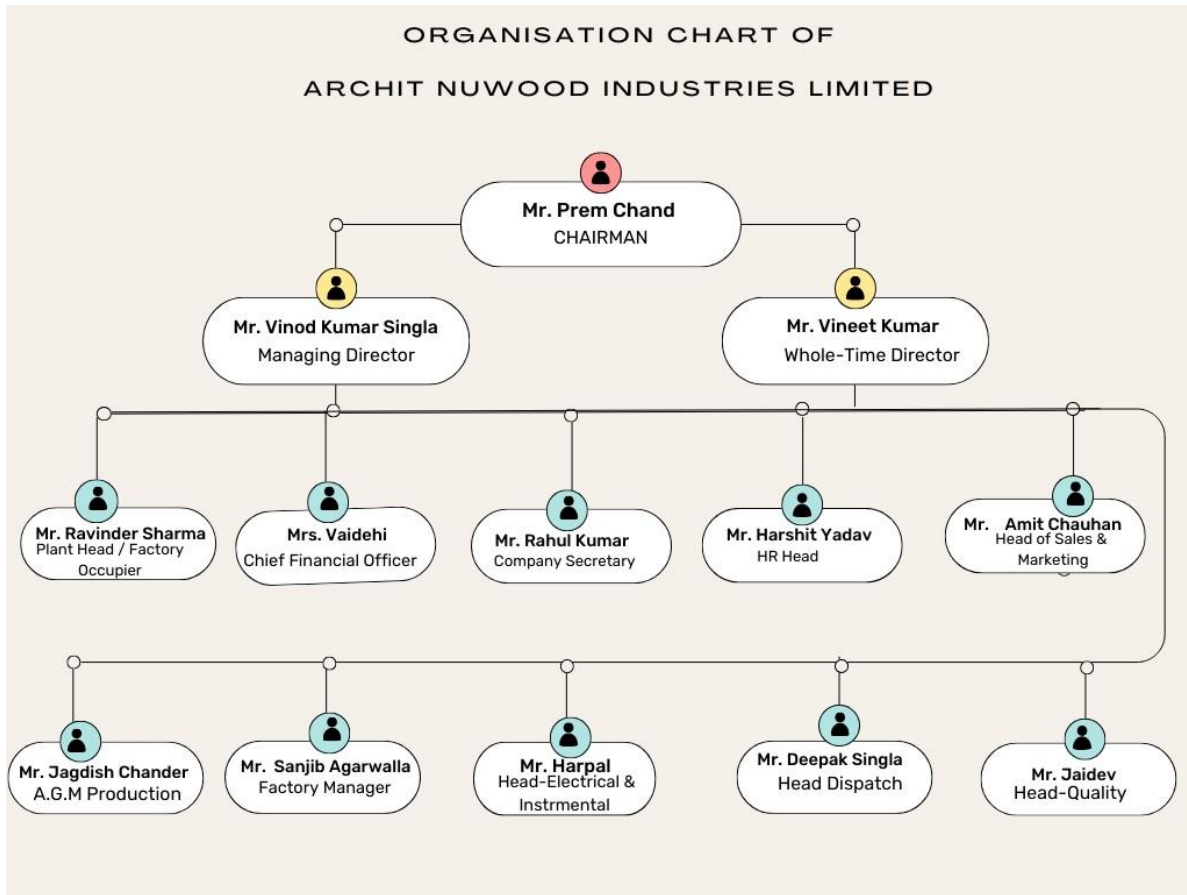 ORGANISATION CHART OF
ARCHIT NUWOOD INDUSTRIES LIMITED
Mr. Prem Chand
CHAIRMAN
Mr. Vinod Kumar Singla
Managing Director
Mr. Vineet Kumar
Whole-Time Director
Mr. Ravinder Sharma
Plant Head / Factory
Occupier
Mrs. Vaidehi
Chief Financial Officer
Mr. Rahul Kumar
Company Secretary
Mr. Harshit Yadav
HR Head
Mr. Amit Chauhan
Head of Sales &
Marketing
Mr. Jagdish Chander
A.G.M Production
Mr. Sanjib Agarwalla
Factory Manager
Mr. Harpal
Head-Electrical &
Instrmental
Mr. Deepak Singla
Head Dispatch
Mr. Jaidev
Head-Quality